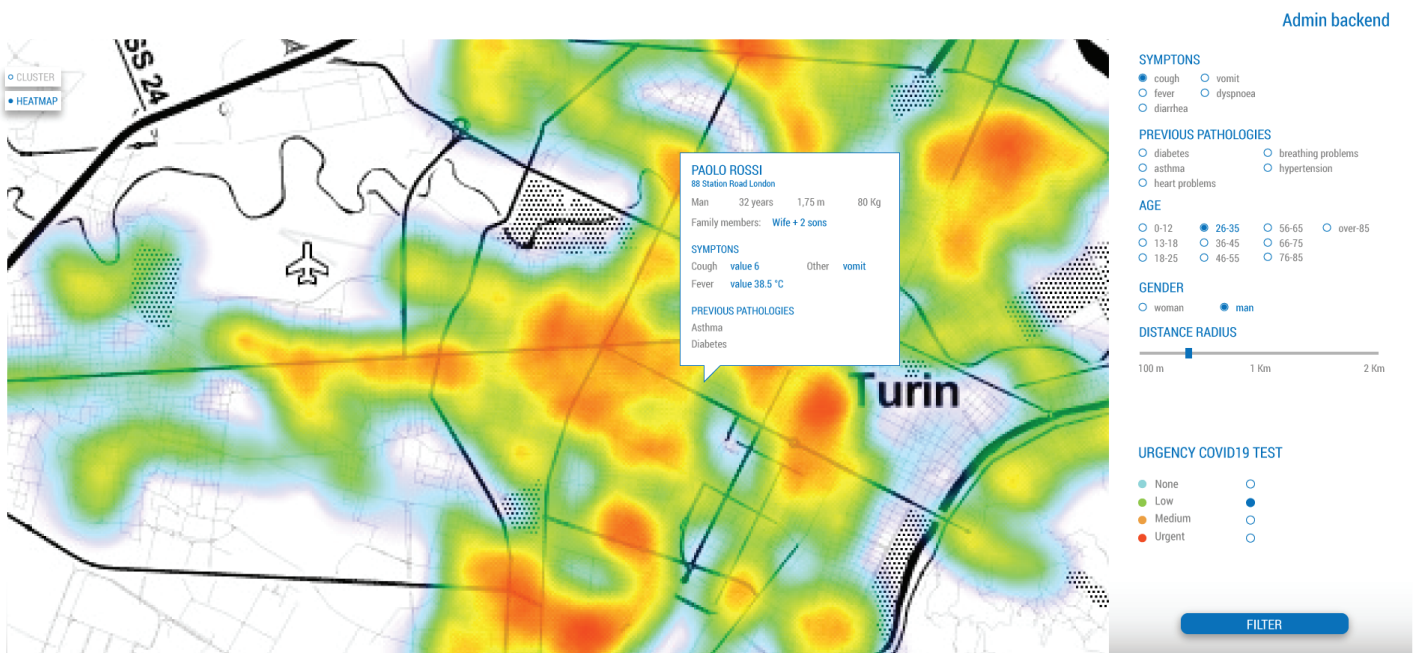 Admin backend
CLUSTER
HEATMAP
SS 24
Turin
PAOLO ROSSI
88 Station Road London
Man 32 years 1,75 m 80 Kg
Family members: Wife + 2 sons
SYMPTONS
Cough value 6 Other vomit
Fever value 38.5 °C
PREVIOUS PATHOLOGIES
Asthma
Diabetes
SYMPTONS
cough vomit
fever dyspnoea
diarrhea
PREVIOUS PATHOLOGIES
diabetes breathing problems
asthma hypertension
heart problems
AGE
0-12 26-35 56-65 over-85
13-18 36-45 66-75
18-25 46-55 76-85
GENDER
woman man
DISTANCE RADIUS
100 m 1 Km 2 Km
URGENCY COVID19 TEST
None
Low
Medium
Urgent
FILTER